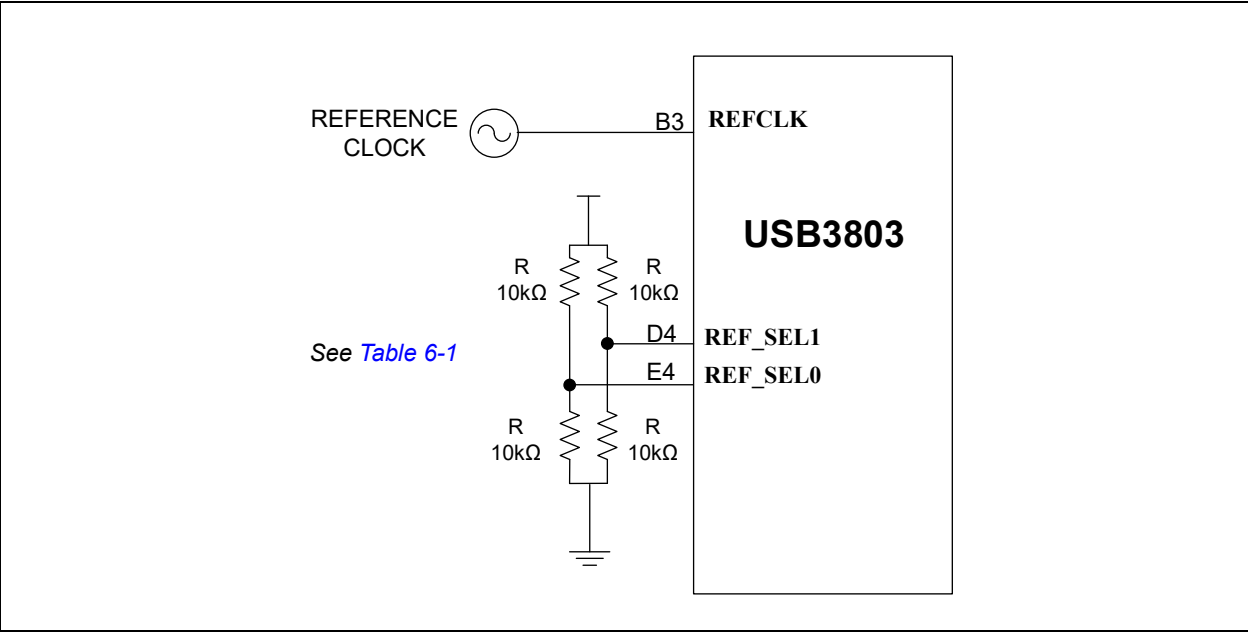 REFERENCE
CLOCK
B3
REFCLK
USB3803
R
10kΩ
R
10kΩ
See Table 6-1
D4
REF_SEL1
E4
REF_SEL0
R
10kΩ
R
10kΩ